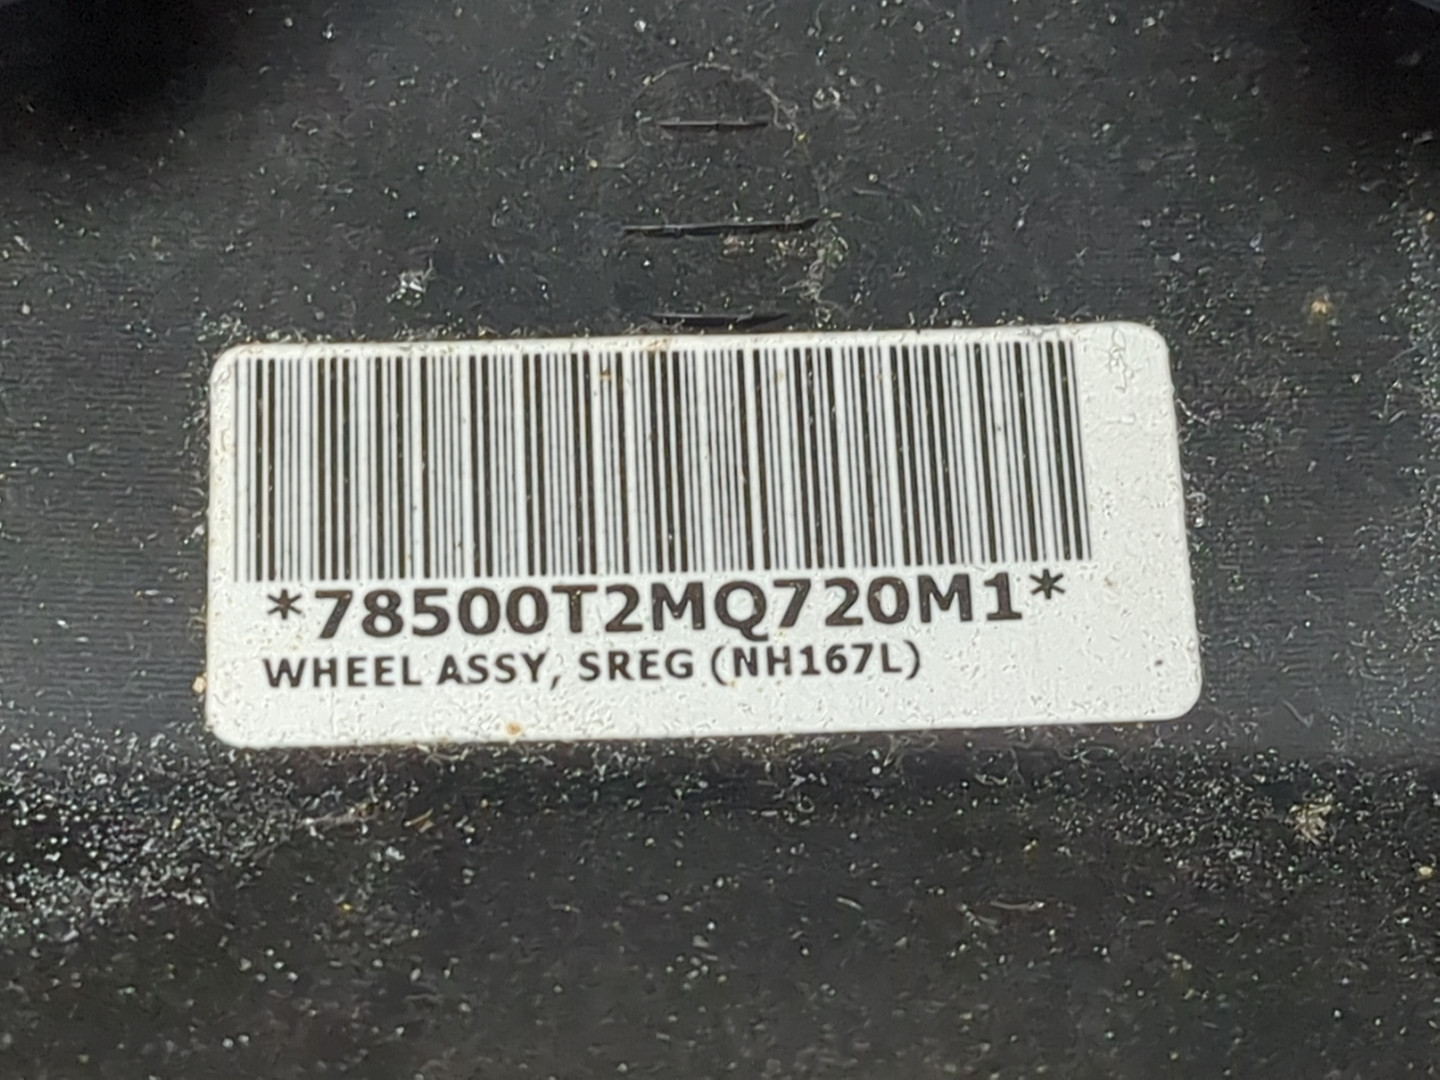 *78500T2MQ720M1*
WHEEL ASSY, SREG (NH167L)